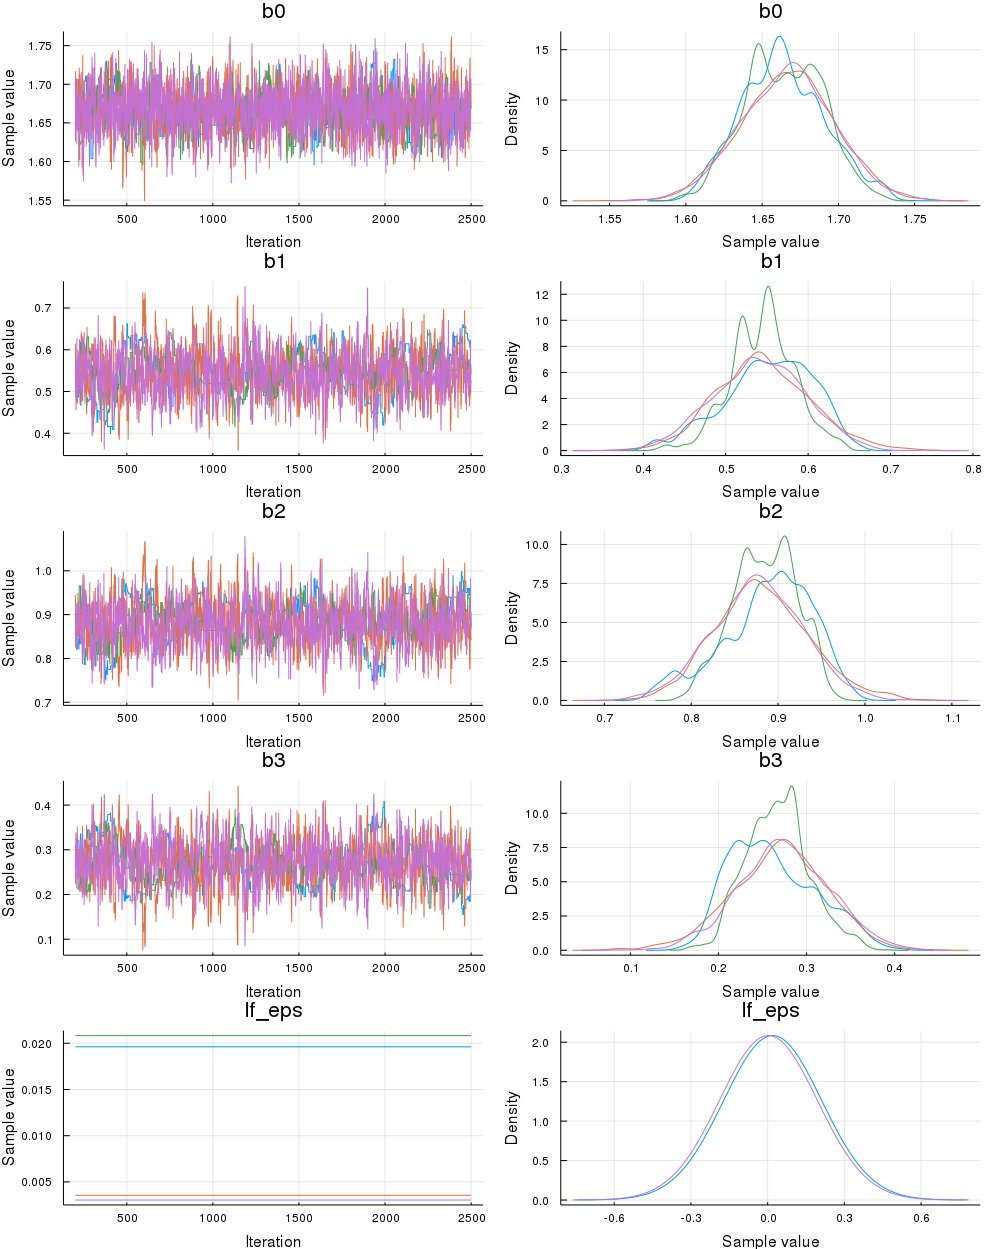 b0
b0
Sample value
1.75
1.70
1.65
1.60
1.55
500 1000 1500 2000 2500
Iteration
Density
15
10
5
0
1.55 1.60 1.65 1.70 1.75
Sample value
b1
b1
Sample value
0.7
0.6
0.5
0.4
500 1000 1500 2000 2500
Iteration
Density
12
10
8
6
4
2
0
0.3 0.4 0.5 0.6 0.7 0.8
Sample value
b2
b2
Sample value
1.0
0.9
0.8
0.7
500 1000 1500 2000 2500
Iteration
Density
10.0
7.5
5.0
2.5
0.0
0.7 0.8 0.9 1.0 1.1
Sample value
b3
b3
Sample value
0.4
0.3
0.2
0.1
500 1000 1500 2000 2500
Iteration
Density
10.0
7.5
5.0
2.5
0.0
0.1 0.2 0.3 0.4
Sample value
lf_eps
lf_eps
Sample value
0.020
0.015
0.010
0.005
500 1000 1500 2000 2500
Iteration
Density
2.0
1.5
1.0
0.5
0.0
-0.6 -0.3 0.0 0.3 0.6
Sample value